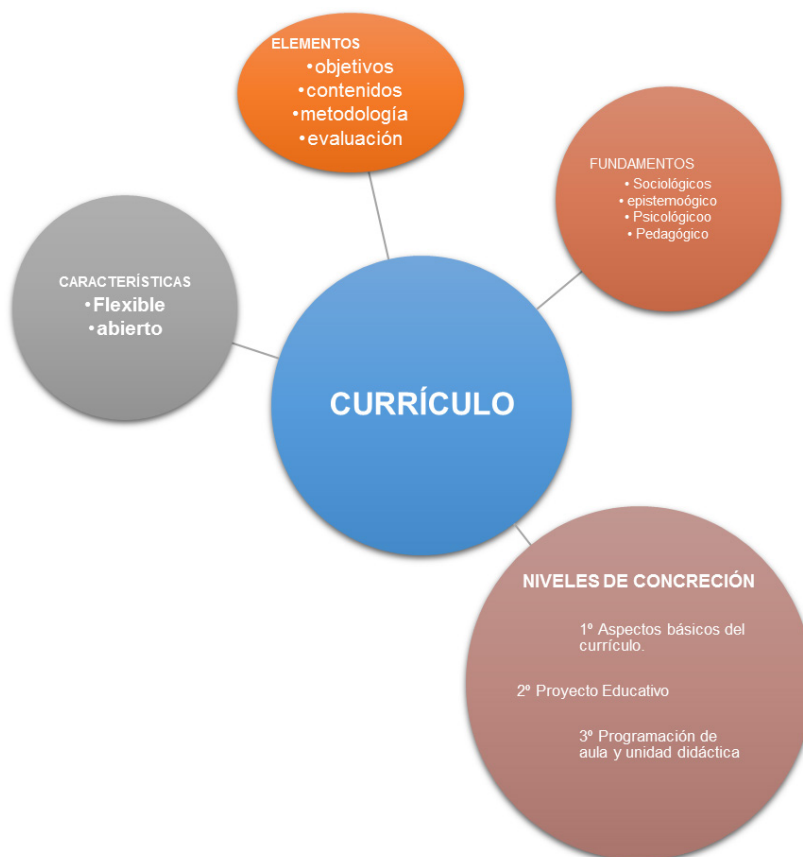 ELEMENTOS
•objetivos
•contenidos
•metodología
•evaluación
FUNDAMENTOS
• Sociológicos
• epistemoógico
• Psicológicoo
• Pedagógico
CARACTERÍSTICAS
•Flexible
•abierto
CURRÍCULO
NIVELES DE CONCRECIÓN
1º Aspectos básicos del
currículo.
2º Proyecto Educativo
3º Programación de
aula y unidad didáctica